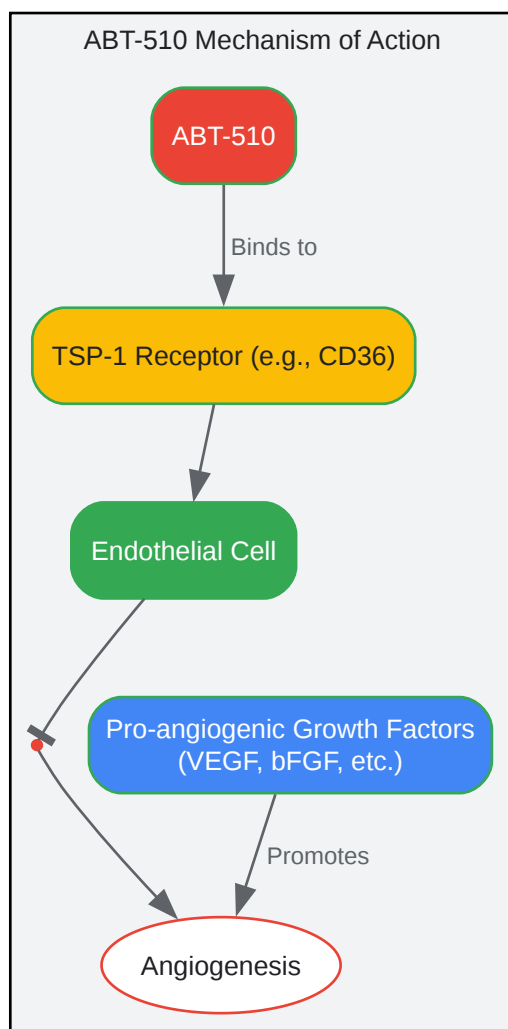 ABT-510 Mechanism of Action
ABT-510
Binds to
TSP-1 Receptor (e.g., CD36)
Endothelial Cell
Pro-angiogenic Growth Factors
(VEGF, bFGF, etc.)
Promotes
Angiogenesis